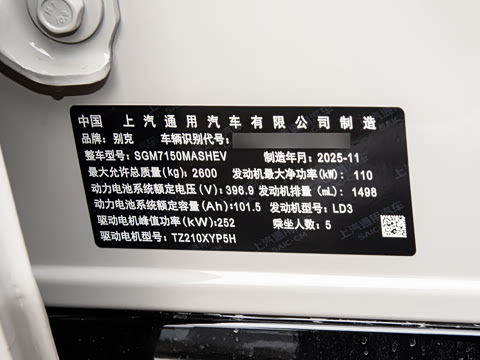 中国 上汽通用汽车有限公司制造
品牌: 别克 车辆识别代号:
整车型号: SGM7150MASHEV 制造年月: 2025-11
最大允许总质量(kg): 2600 发动机最大净功率(kW): 110
动力电池系统额定电压(V): 396.9 发动机排量(mL): 1498
动力电池系统额定容量(Ah): 101.5 发动机型号: LD3
驱动电机峰值功率(kW):252 乘坐人数: 5
驱动电机型号: TZ210XYP5H